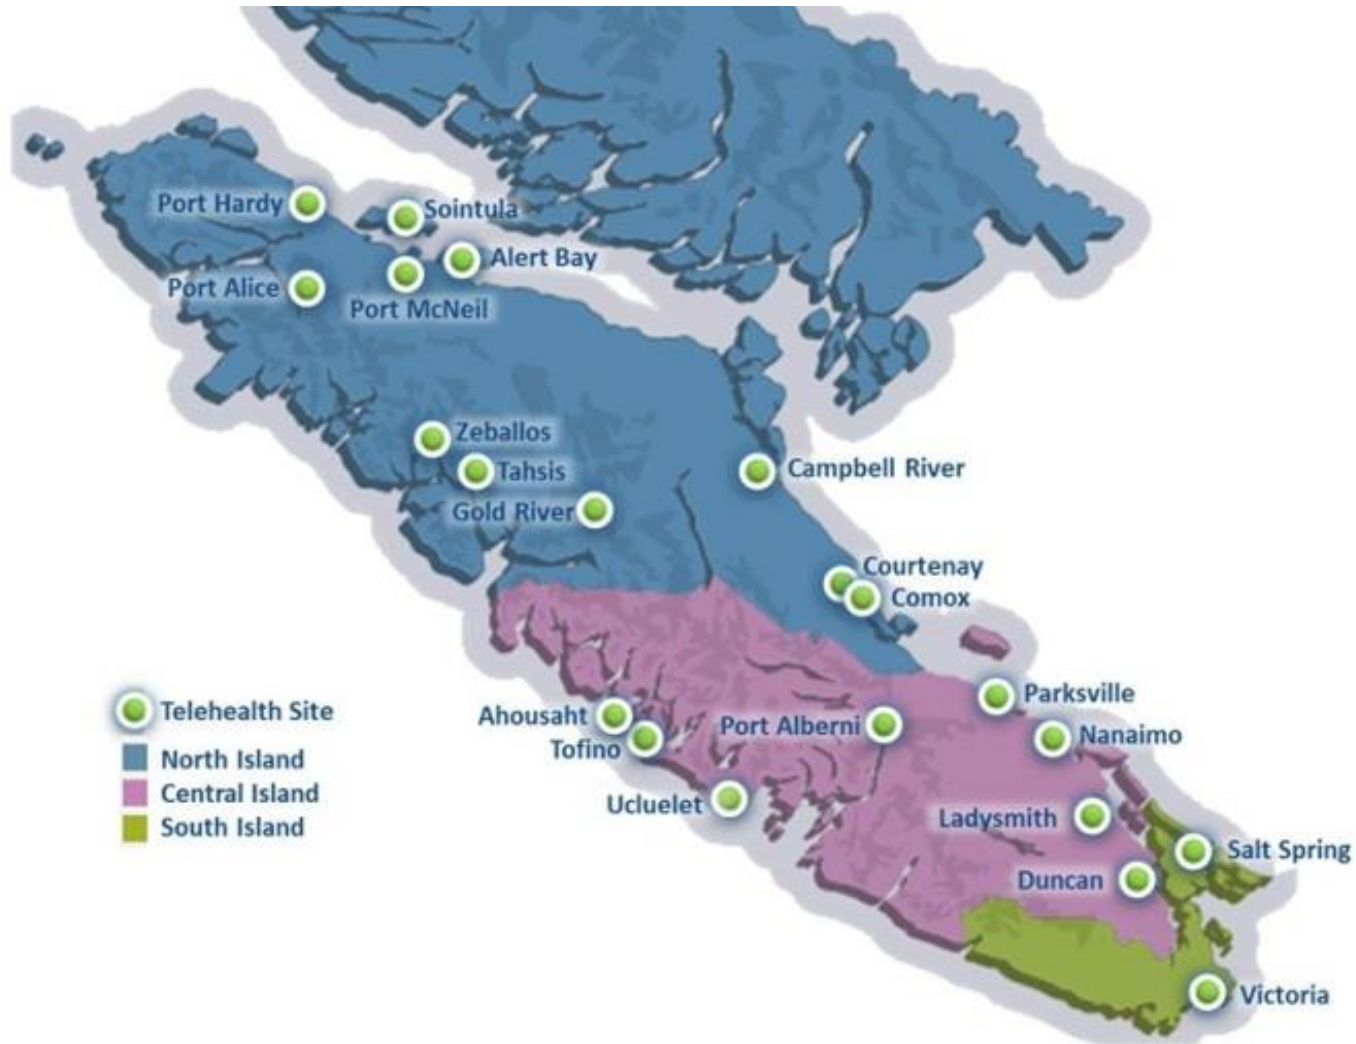 Port Hardy
Sointula
Alert Bay
Port Alice
Port McNeil
Zeballos
Tahsis
Gold River
Campbell River
Courtenay
Comox
Parksville
Ahousaht
Port Alberni
Nanaimo
Tofino
Ucluelet
Ladysmith
Salt Spring
Duncan
Victoria
Telehealth Site
North Island
Central Island
South Island